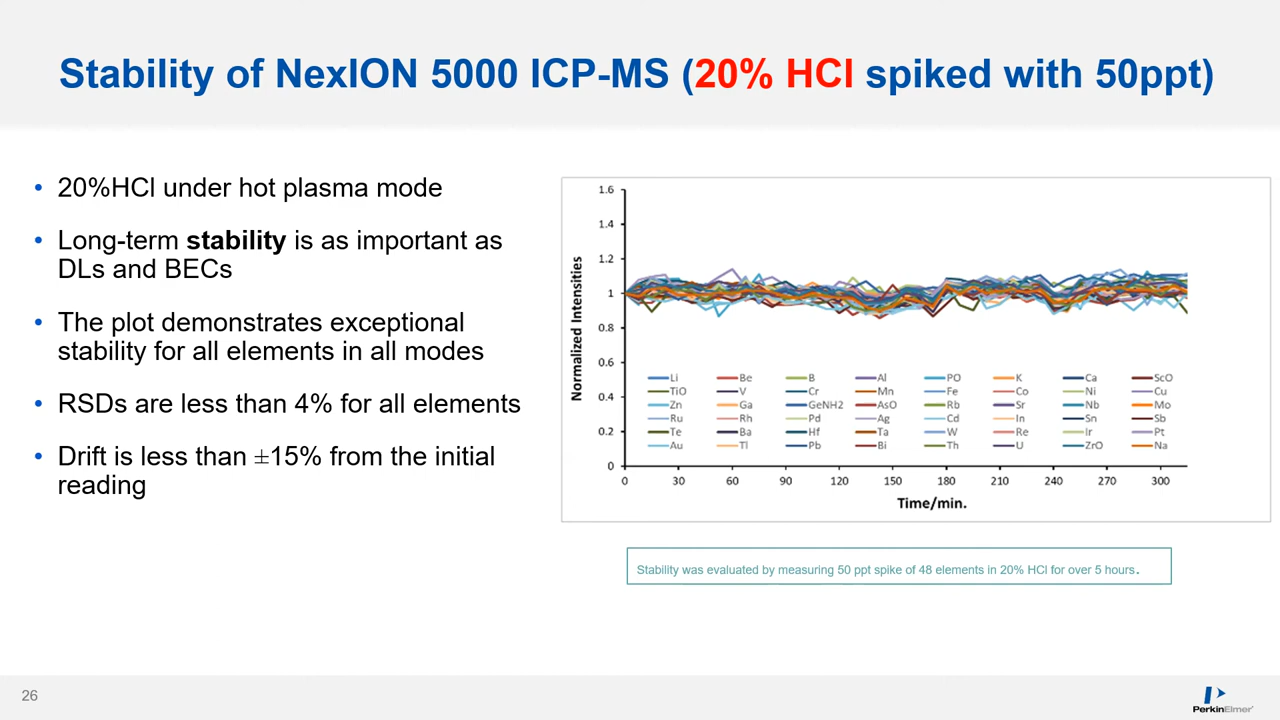 Stability of NexION 5000 ICP-MS (20% HCl spiked with 50ppt)
• 20%HCl under hot plasma mode
• Long-term stability is as important as
DLs and BECs
• The plot demonstrates exceptional
stability for all elements in all modes
• RSDs are less than 4% for all elements
• Drift is less than ±15% from the initial
reading
Normalized Intensities
1.6
1.4
1.2
1
0.8
0.6
0.4
0.2
0
Li Be B Al PO K Ca ScO
TiO V Cr Mn Fe Co Ni Cu
Zn Ga GeNH2 AsO Rb Sr Nb Mo
Ru Rh Pd Ag Cd In Sn Sb
Te Ba Hf Ta W Re Ir Pt
Au Tl Pb Bi Th U ZrO Na
0 30 60 90 120 150 180 210 240 270 300
Time/min.
Stability was evaluated by measuring 50 ppt spike of 48 elements in 20% HCl for over 5 hours.
26
PerkinElmer